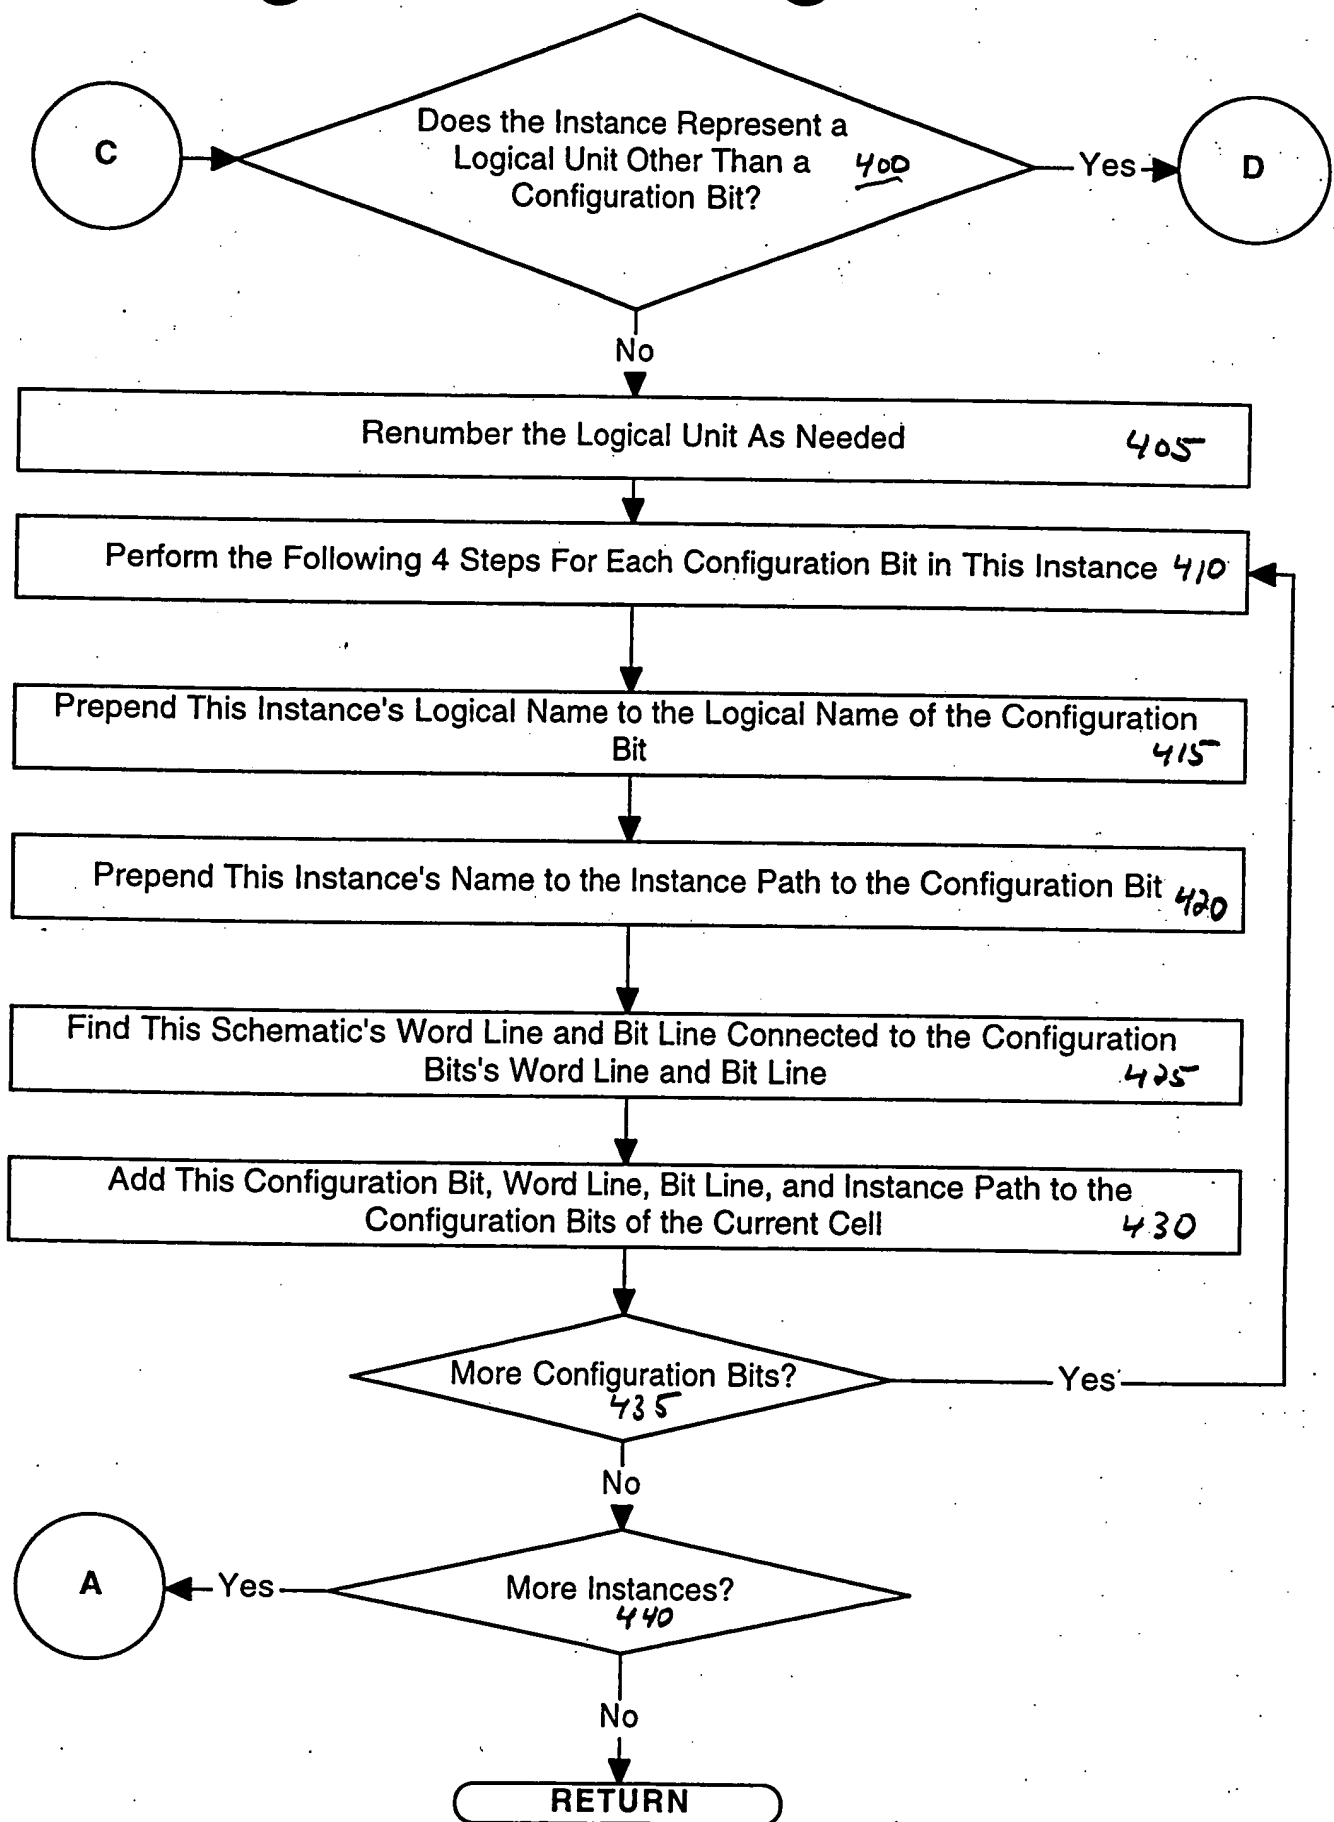 Does the Instance Represent a
C
Logical Unit Other Than a 400
Yes
D
Configuration Bit?
No
Renumber the Logical Unit As Needed 405
Perform the Following 4 Steps For Each Configuration Bit in This Instance 410
Prepend This Instance's Logical Name to the Logical Name of the Configuration
Bit 415
Prepend This Instance's Name to the Instance Path to the Configuration Bit 420
Find This Schematic's Word Line and Bit Line Connected to the Configuration
Bits's Word Line and Bit Line 425
Add This Configuration Bit, Word Line, Bit Line, and Instance Path to the
Configuration Bits of the Current Cell 430
More Configuration Bits?
Yes
435
No
A
Yes
More Instances?
440
No
RETURN